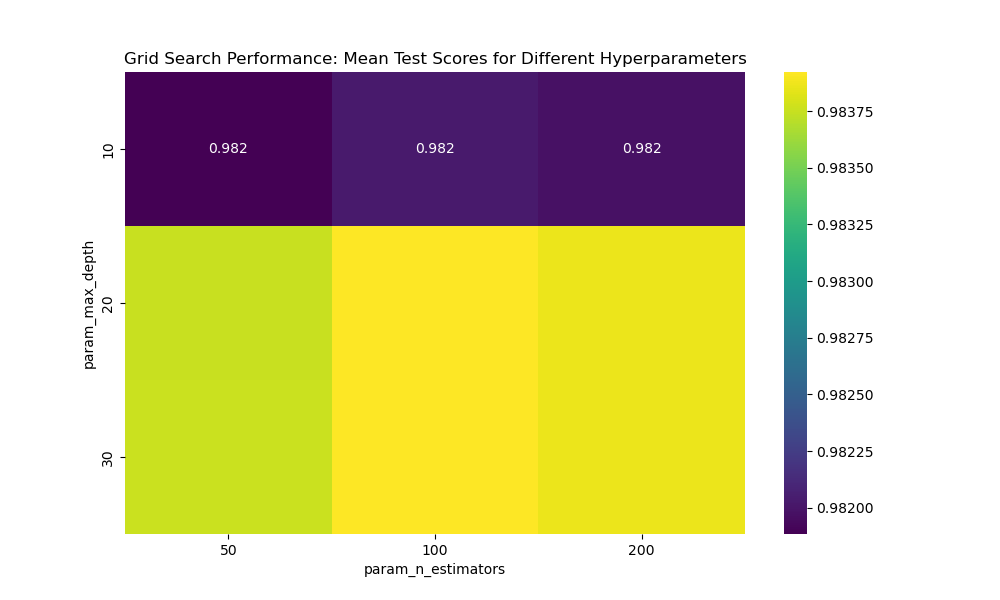 Grid Search Performance: Mean Test Scores for Different Hyperparameters
10
0.982 0.982 0.982
0.98375
0.98350
0.98325
0.98300
0.98275
0.98250
0.98225
0.98200
param_max_depth
20
30
50 100 200
param_n_estimators